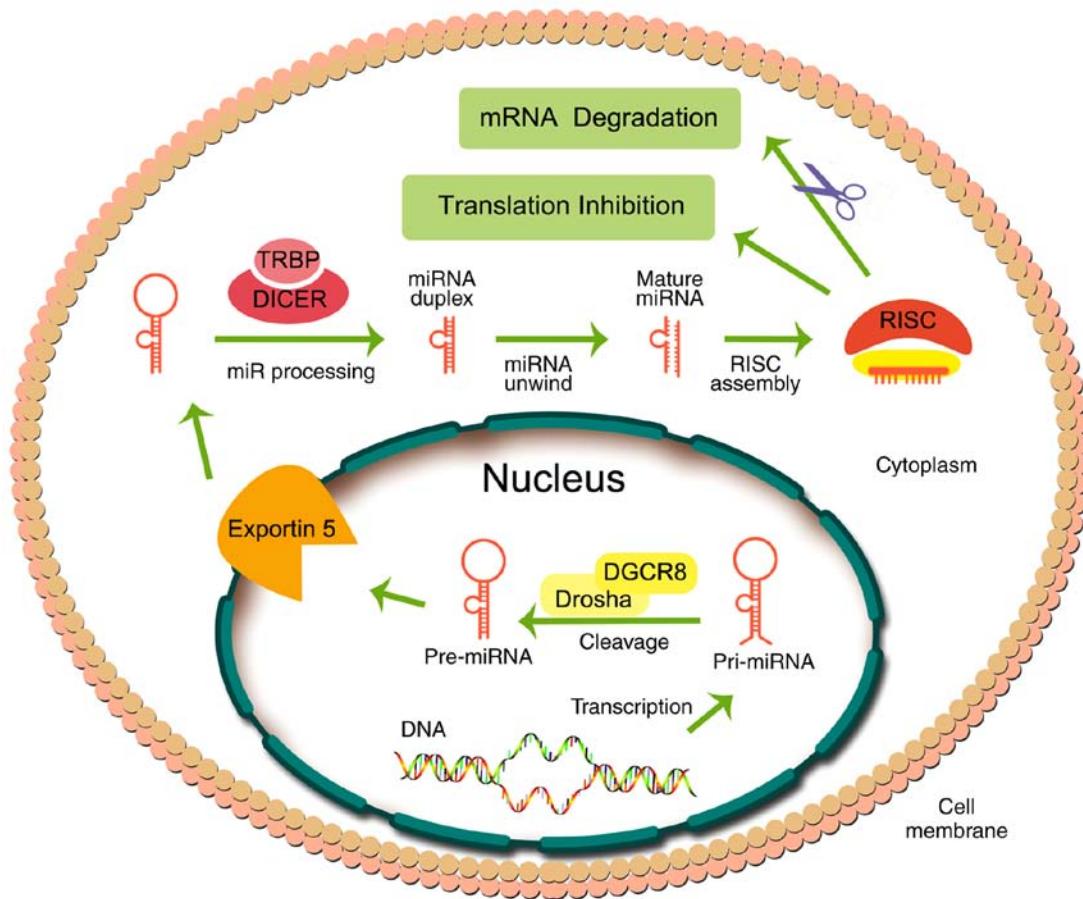 mRNA Degradation
Translation Inhibition
TRBP
DICER
miR processing
miRNA
duplex
miRNA
unwind
Mature
miRNA
RISC
assembly
RISC
Cytoplasm
Nucleus
Exportin 5
DGCR8
Drosha
Cleavage
Pre-miRNA
Pri-miRNA
Transcription
DNA
Cell
membrane